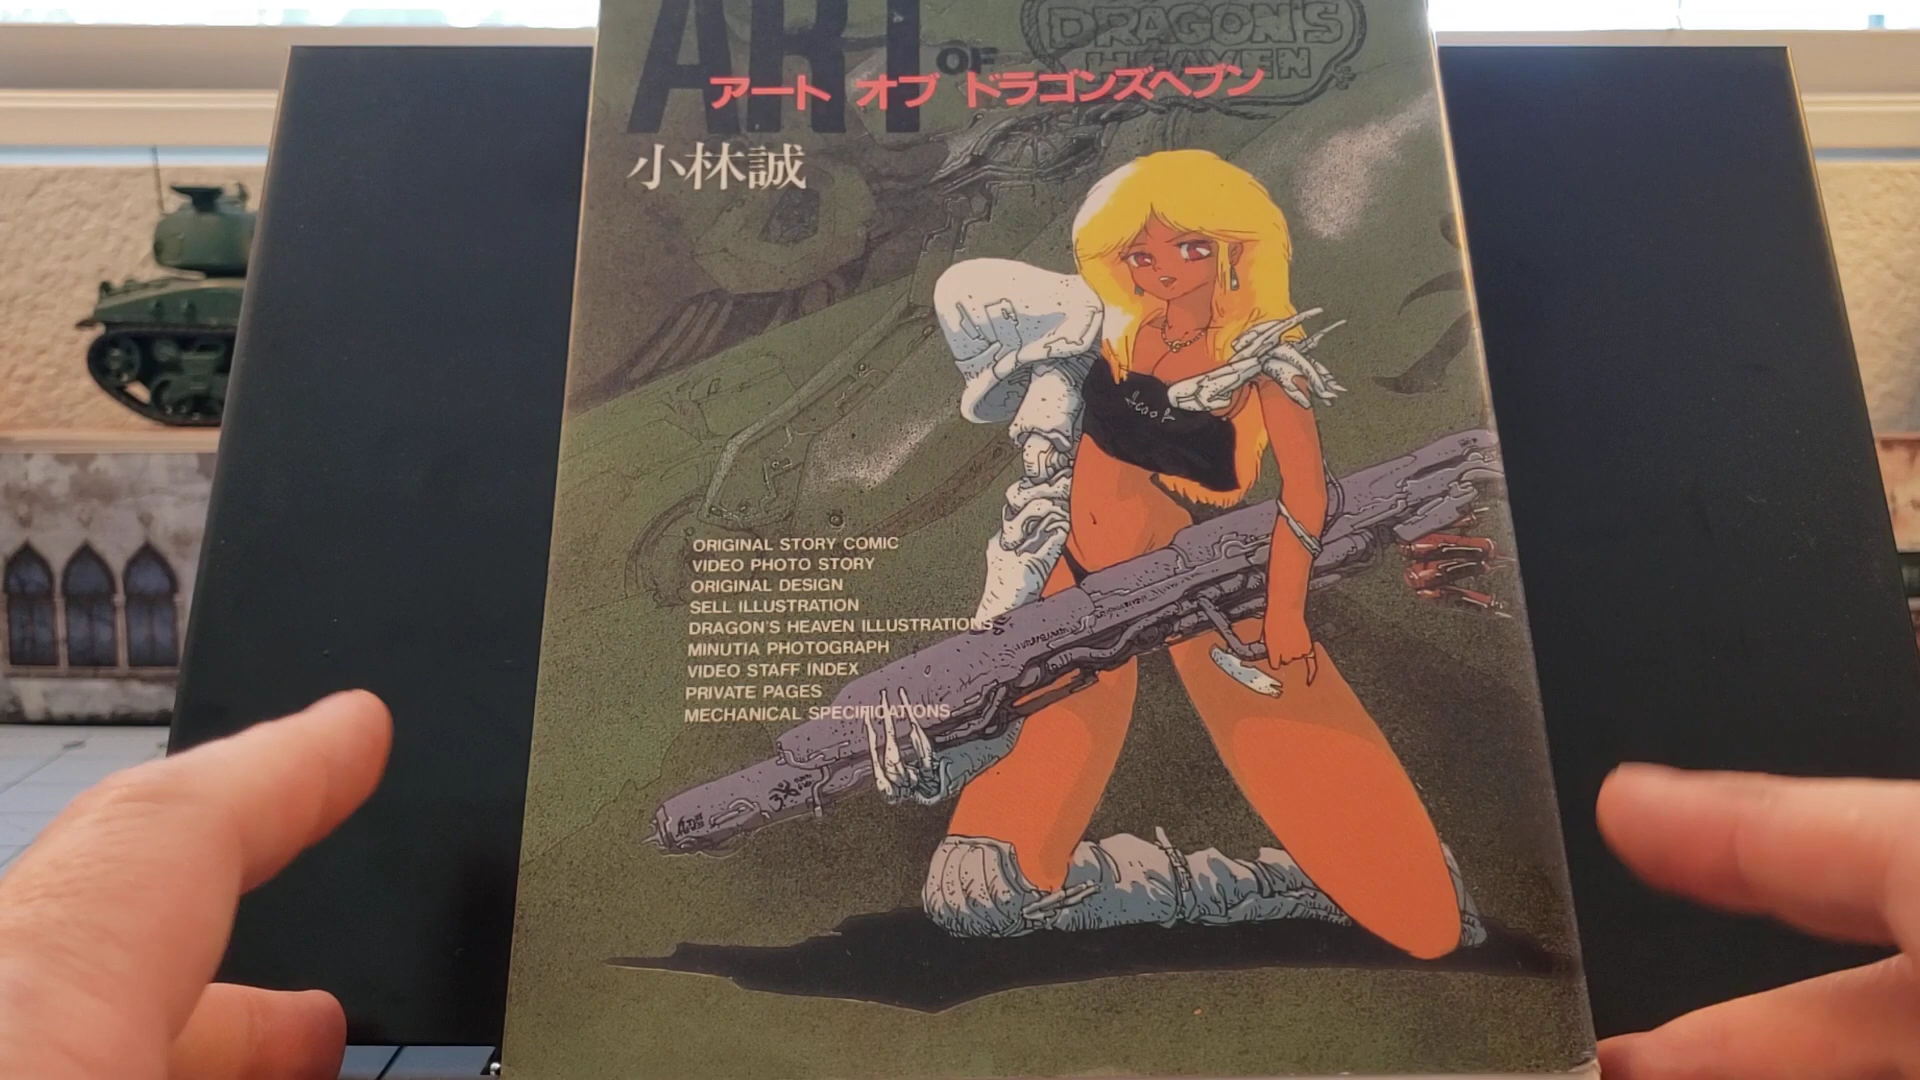 ART OF DRAGON'S HEAVEN
アート オブ ドラゴンズヘブン
小林誠
ORIGINAL STORY COMIC
VIDEO PHOTO STORY
ORIGINAL DESIGN
SELL ILLUSTRATION
DRAGON'S HEAVEN ILLUSTRATIONS
MINUTIA PHOTOGRAPH
VIDEO STAFF INDEX
PRIVATE PAGES
MECHANICAL SPECIFICATIONS